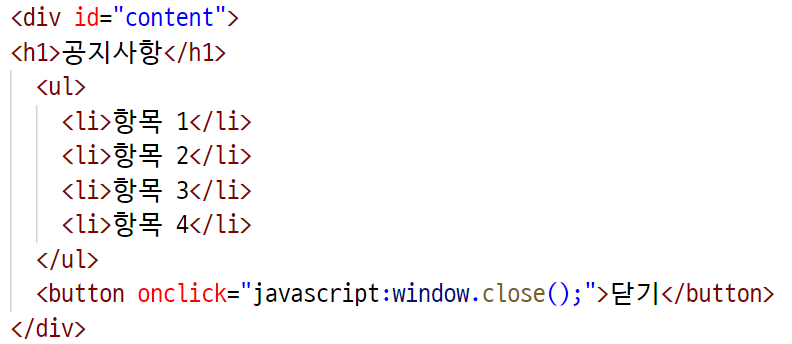 <div id="content">
<h1>공지사항</h1>
<ul>
<li>항목 1</li>
<li>항목 2</li>
<li>항목 3</li>
<li>항목 4</li>
</ul>
<button onclick="javascript:window.close();">닫기</button>
</div>